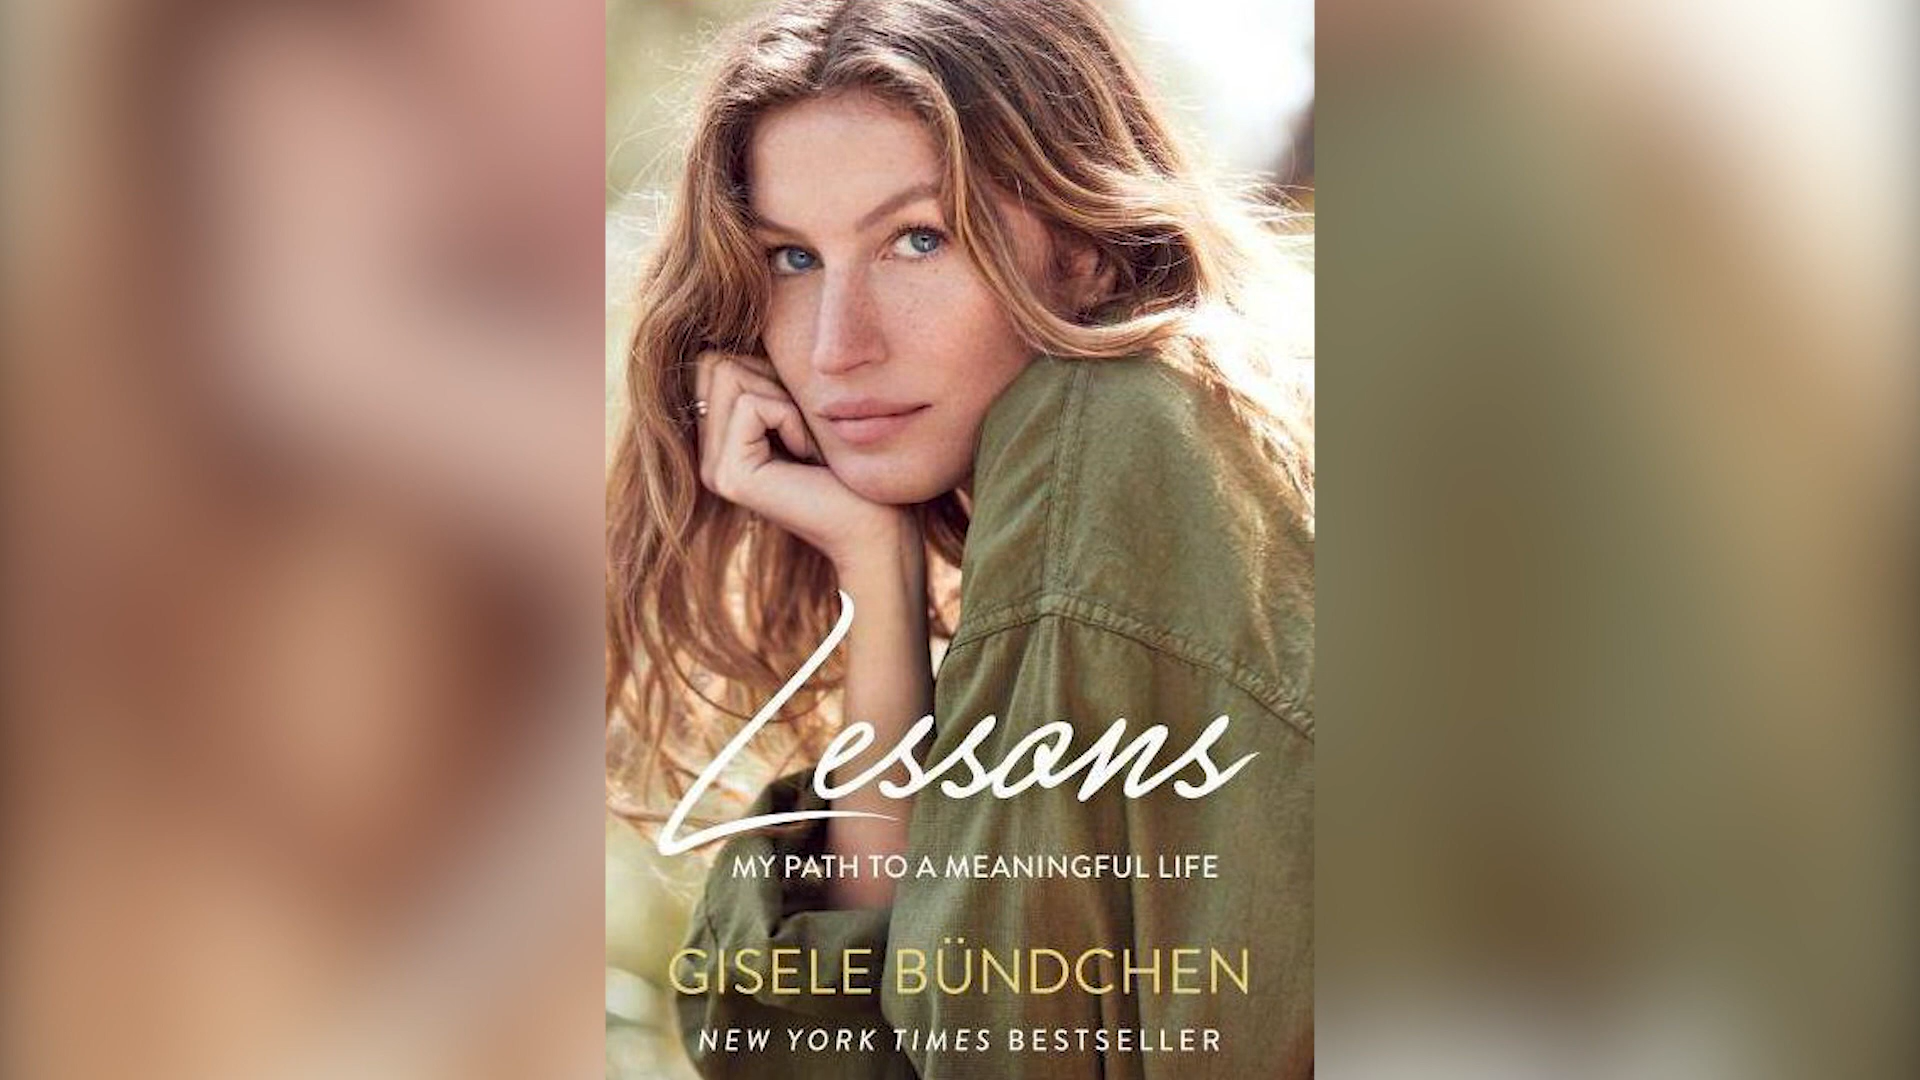 Lessons
MY PATH TO A MEANINGFUL LIFE
GISELE BÜNDCHEN
NEW YORK TIMES BESTSELLER